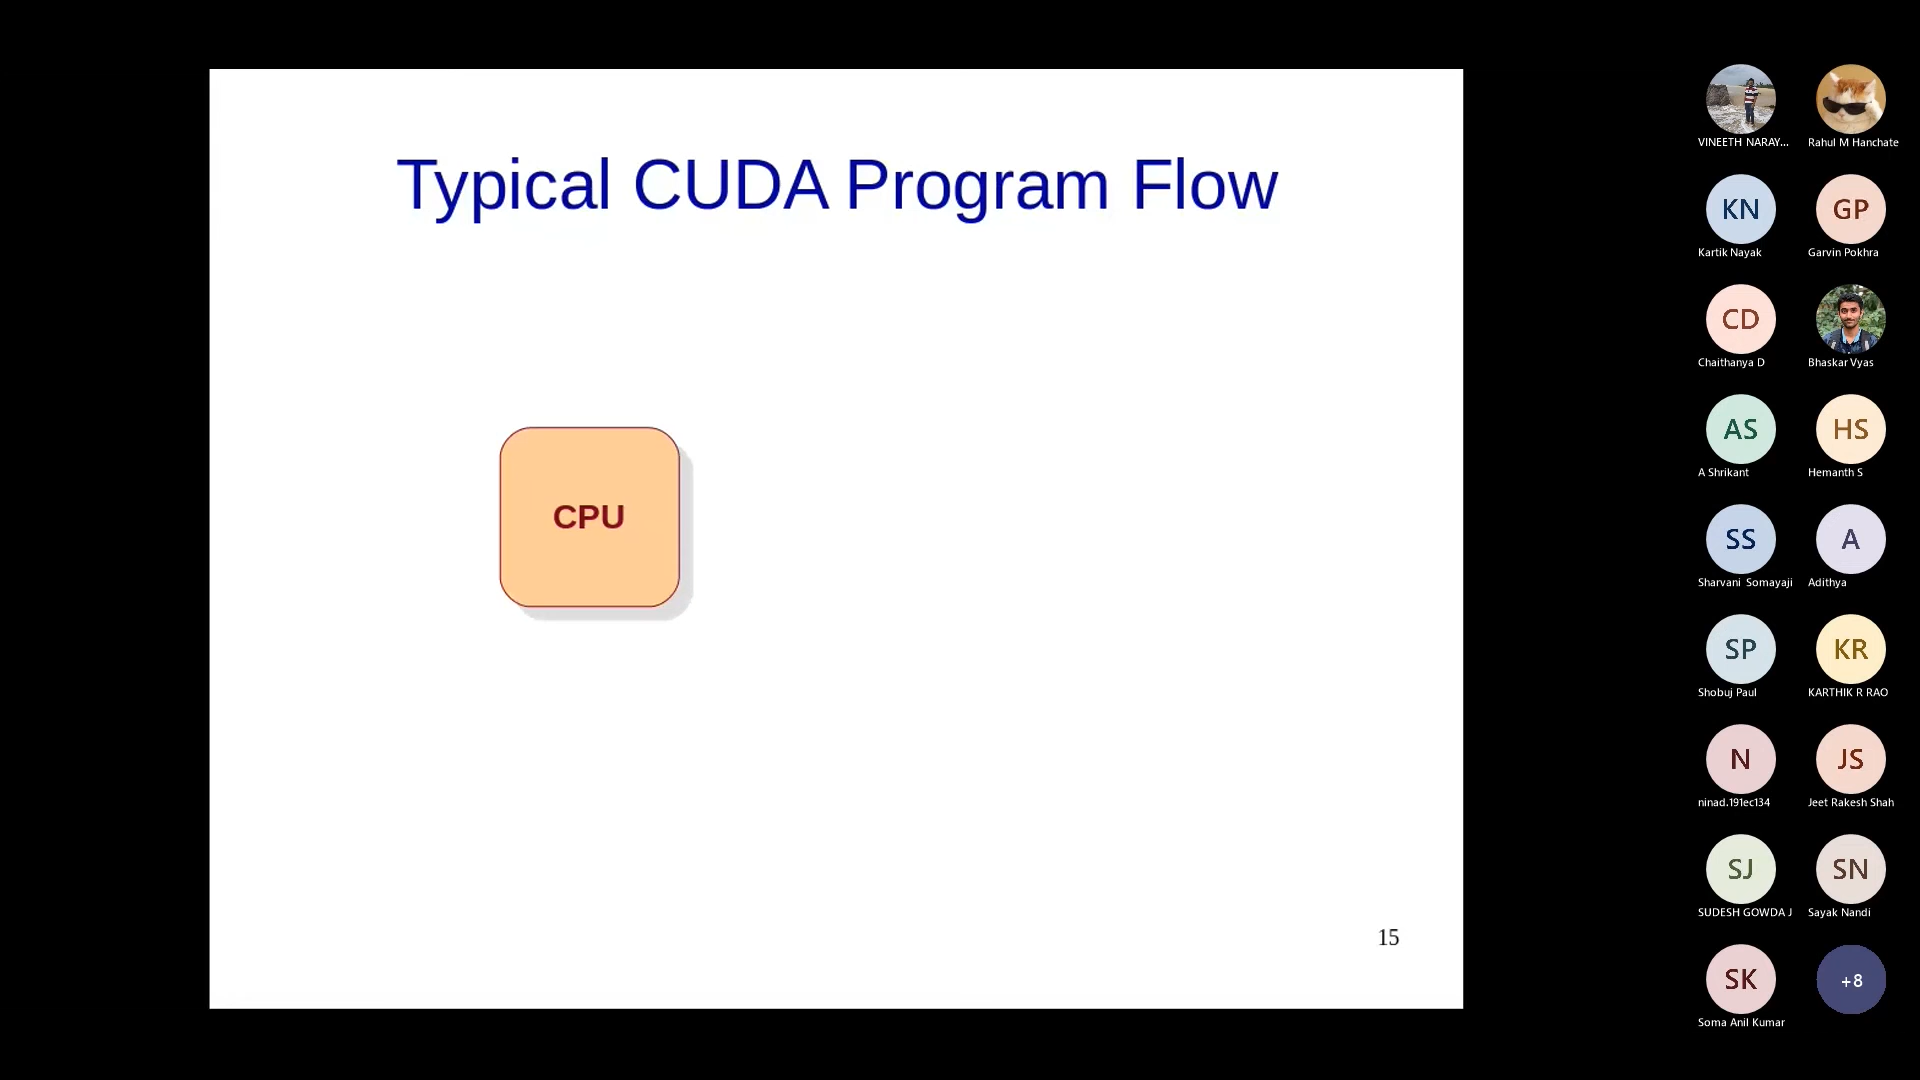 Typical CUDA Program Flow
CPU
15
VINEETH NARAY...
Rahul M Hanchate
KN
GP
Kartik Nayak
Garvin Pokhra
CD
Chaithanya D
Bhaskar Vyas
AS
HS
A Shrikant
Hemanth S
SS
A
Sharvani Somayaji
Adithya
SP
KR
Shobuj Paul
KARTHIK R RAO
N
JS
ninad.191ec134
Jeet Rakesh Shah
SJ
SN
SUDESH GOWDA J
Sayak Nandi
SK
+8
Soma Anil Kumar